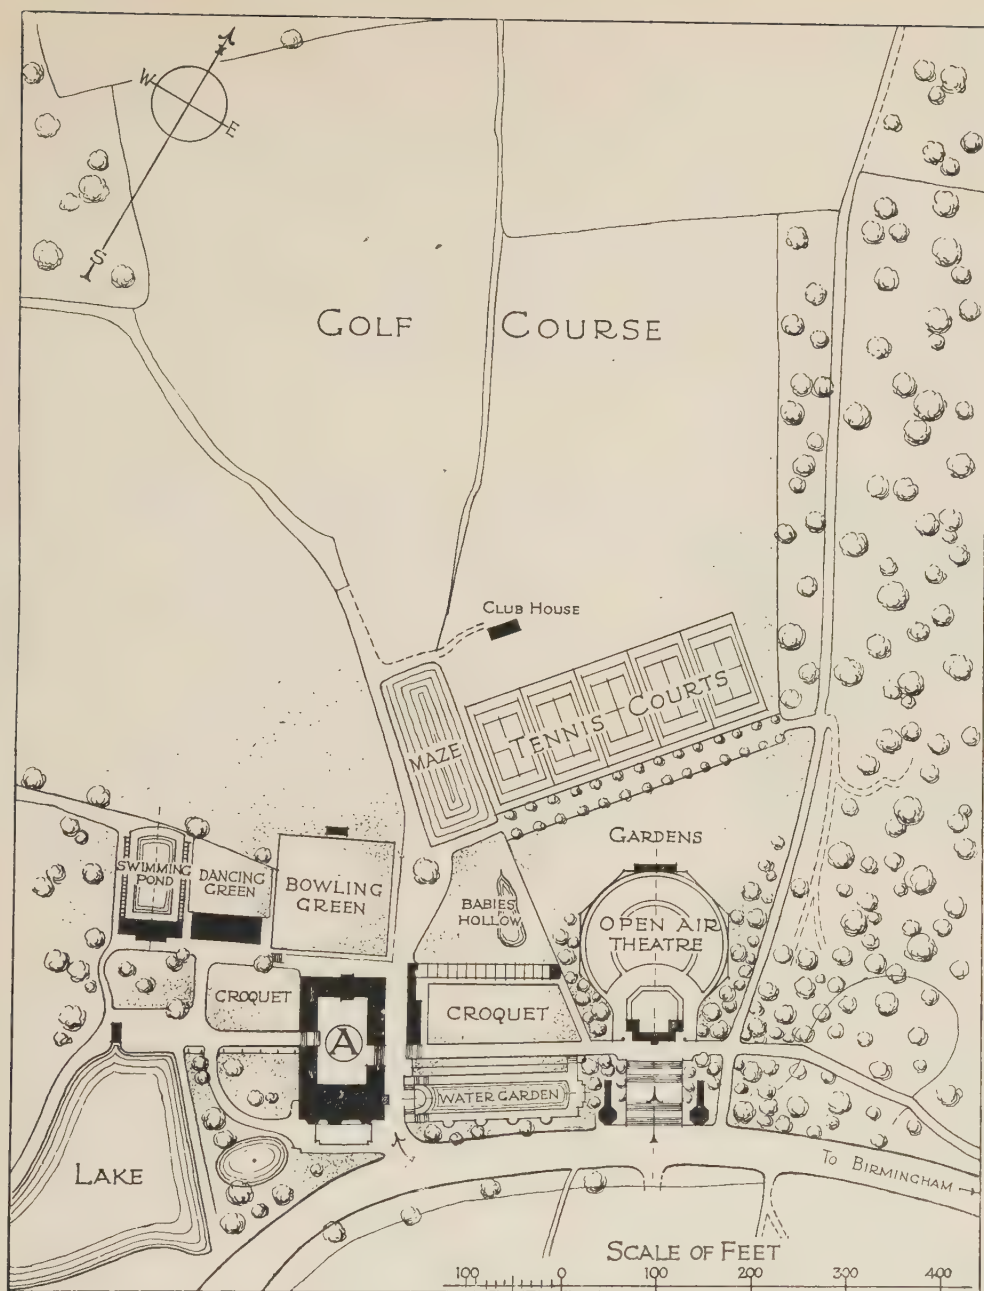 W
E
S
GOLF COURSE
CLUB HOUSE
TENNIS COURTS
MAZE
GARDENS
SWIMMING
POND
DANCING
GREEN
BOWLING
GREEN
BABIES
HOLLOW
OPEN AIR
THEATRE
CROQUET
A
CROQUET
WATER GARDEN
LAKE
TO BIRMINGHAM
SCALE OF FEET
100 0 100 200 300 400